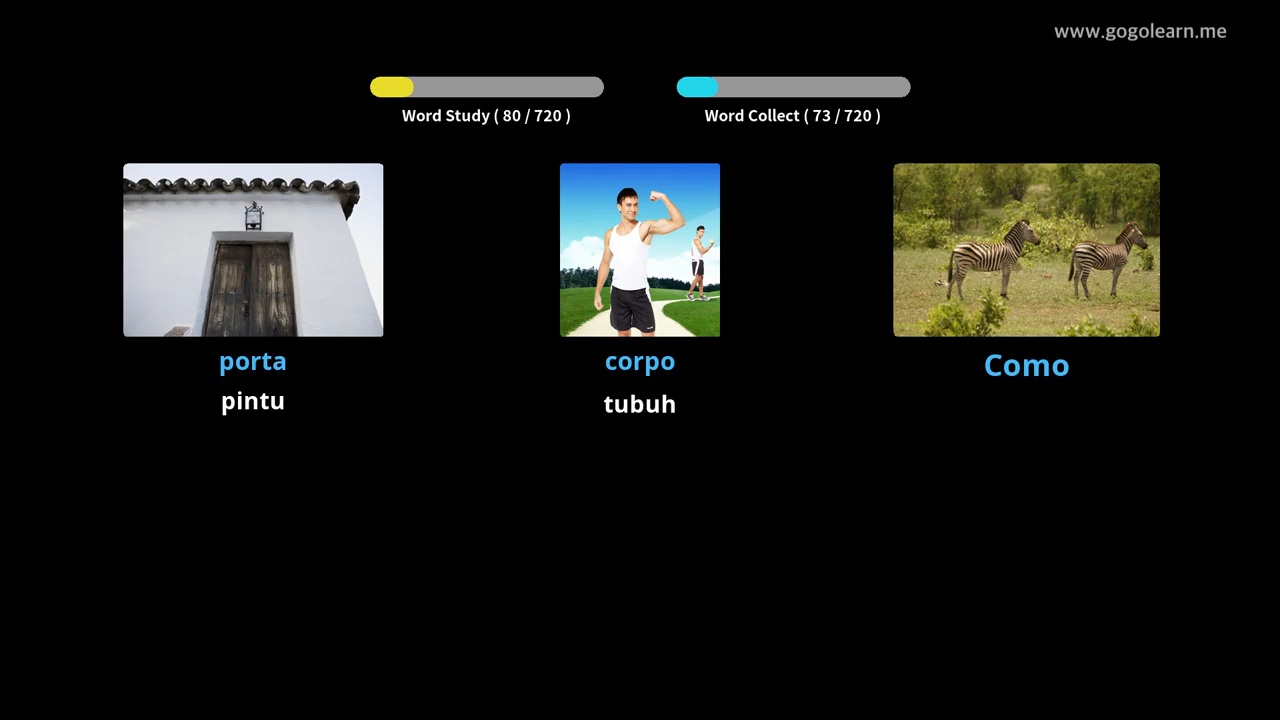 www.gogolearn.me
Word Study ( 80 / 720 )
Word Collect ( 73 / 720 )
porta
pintu
corpo
tubuh
Como